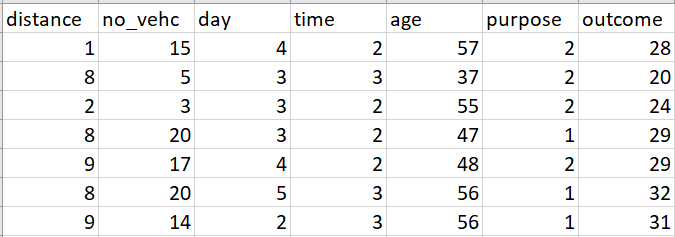 distance no_vehc day time age purpose outcome
1 15 4 2 57 2 28
8 5 3 3 37 2 20
2 3 3 2 55 2 24
8 20 3 2 47 1 29
9 17 4 2 48 2 29
8 20 5 3 56 1 32
9 14 2 3 56 1 31